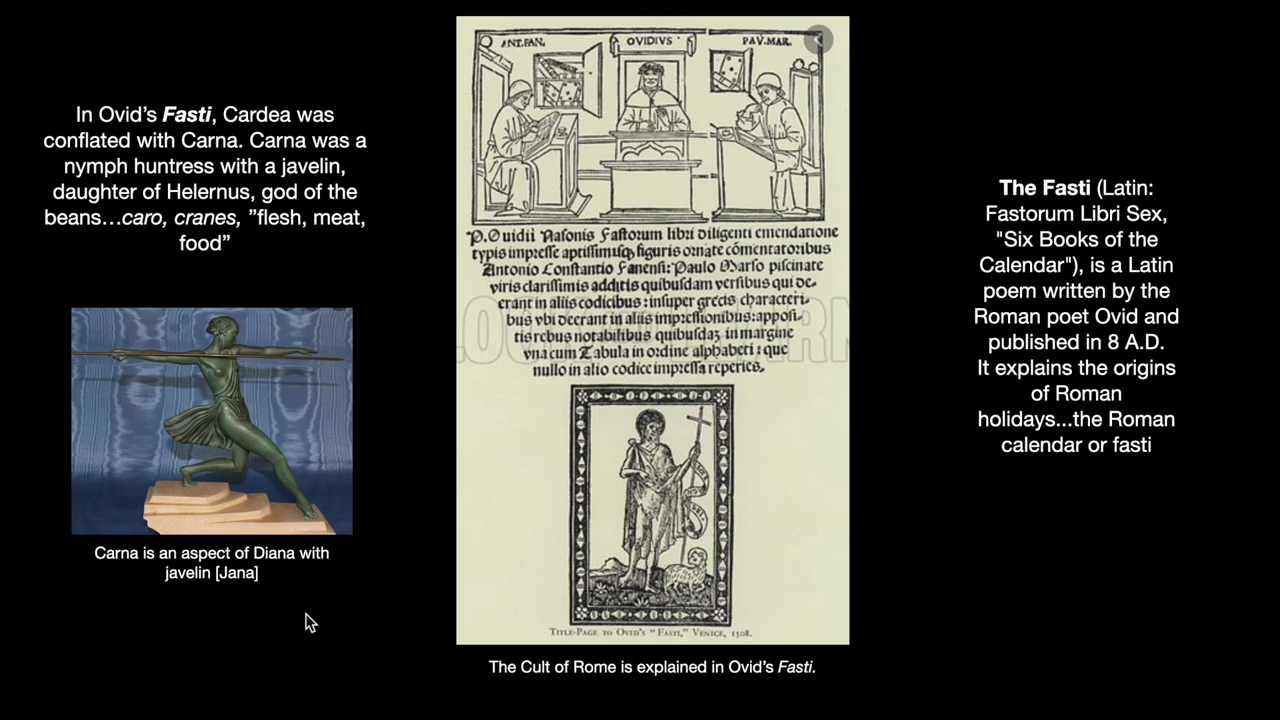 In Ovid’s Fasti, Cardea was
conflated with Carna. Carna was a
nymph huntress with a javelin,
daughter of Helernus, god of the
beans…caro, cranes, ”flesh, meat,
food”
Carna is an aspect of Diana with
javelin [Jana]
ANT.FAN.
OVIDIVS
PAV.MAR.
P.Ouidii Nasonis Fastorum libri diligenti emendatione
typis impresse aptissimisq; figuris ornate cōmentatoribus
Antonio Constantio Fanensi: Paulo Marso piscinate
viris clarissimis additis quibusdam versibus qui de-
erant in aliis codicibus: insuper grecis characteri-
bus vbi deerant in aliis impressionibus: apposi-
tis rebus notabilibus quibusdaz in margine
vna cum Tabula in ordine alphabeti: que
nullo in alio codice impressa reperies.
TITLE-PAGE TO OVID'S "FASTI," VENICE, 1508.
The Cult of Rome is explained in Ovid’s Fasti.
The Fasti (Latin:
Fastorum Libri Sex,
"Six Books of the
Calendar"), is a Latin
poem written by the
Roman poet Ovid and
published in 8 A.D.
It explains the origins
of Roman
holidays...the Roman
calendar or fasti